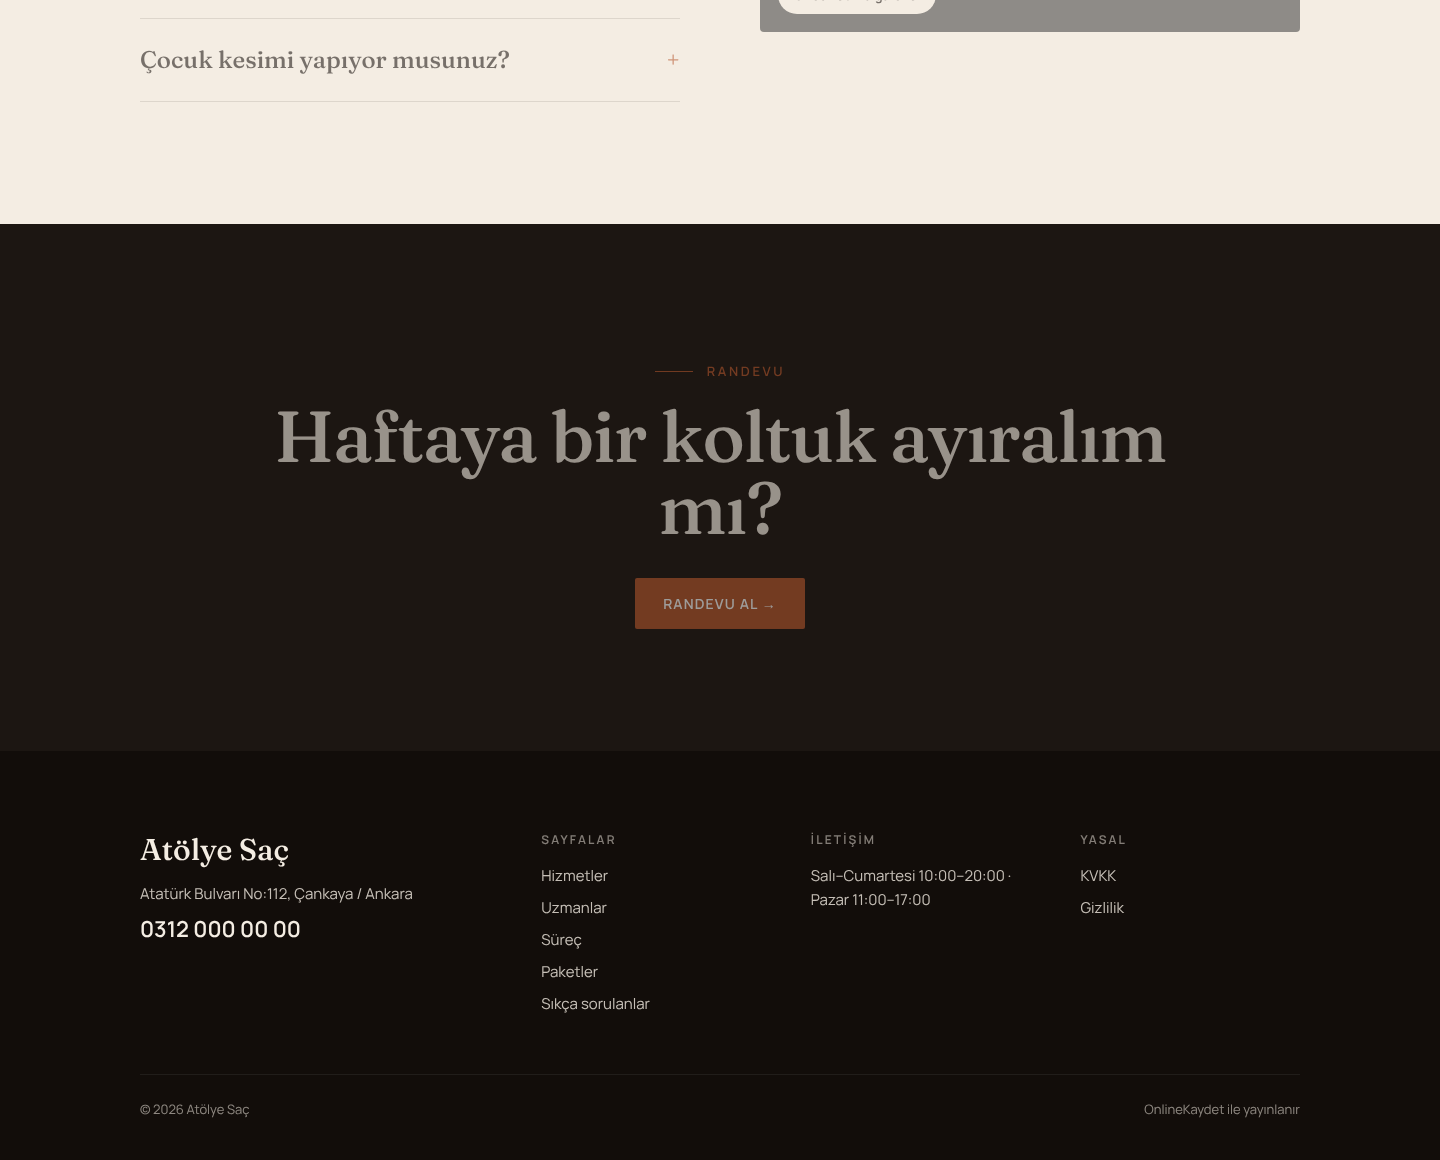 Çocuk kesimi yapıyor musunuz?
+
RANDEVU
Haftaya bir koltuk ayıralım
mı?
RANDEVU AL →
Atölye Saç
Atatürk Bulvarı No:112, Çankaya / Ankara
0312 000 00 00
SAYFALAR
Hizmetler
Uzmanlar
Süreç
Paketler
Sıkça sorulanlar
İLETİŞİM
Salı–Cumartesi 10:00–20:00 ·
Pazar 11:00–17:00
YASAL
KVKK
Gizlilik
© 2026 Atölye Saç
OnlineKaydet ile yayınlanır